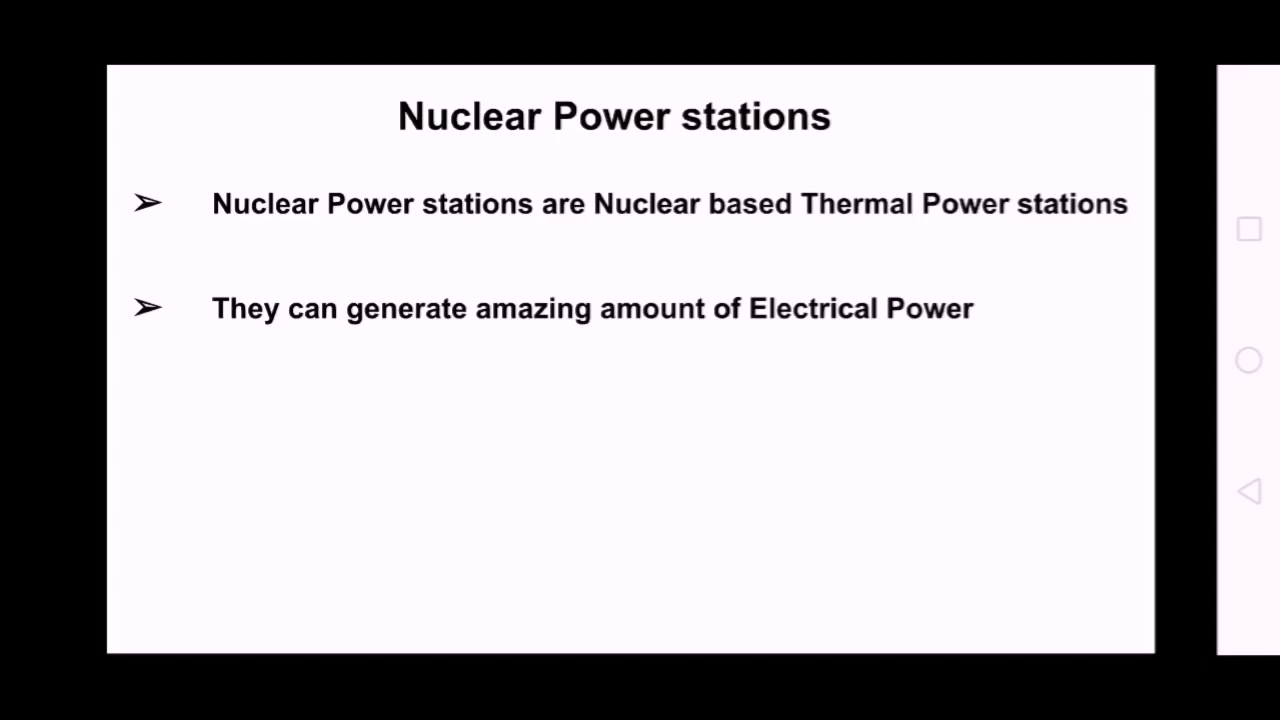 Nuclear Power stations
➢ Nuclear Power stations are Nuclear based Thermal Power stations
➢ They can generate amazing amount of Electrical Power